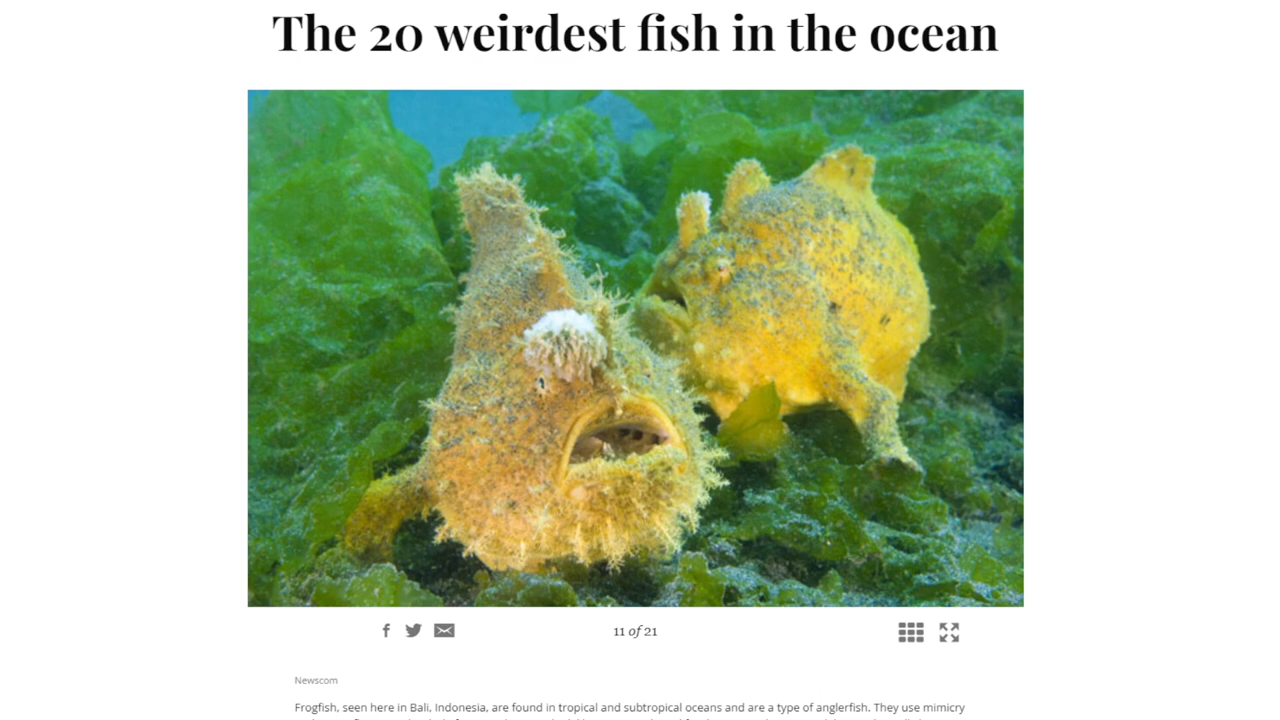 The 20 weirdest fish in the ocean
11 of 21
Newscom
Frogfish, seen here in Bali, Indonesia, are found in tropical and subtropical oceans and are a type of anglerfish. They use mimicry